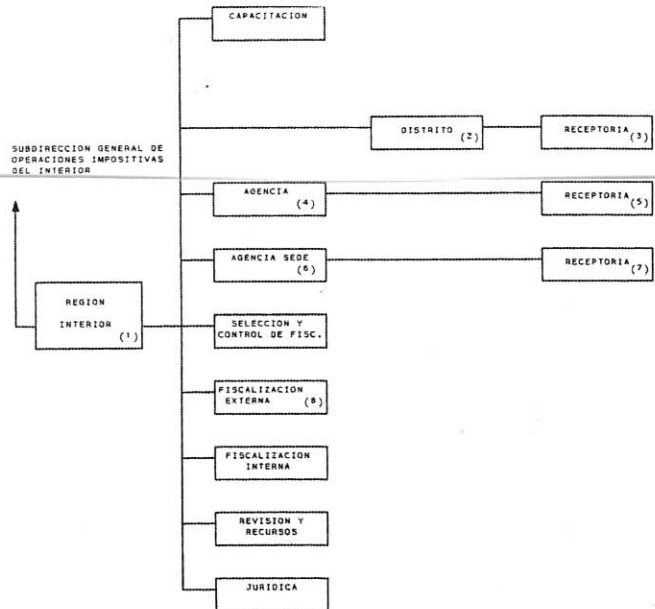 CAPACITACION
DISTRITO (2)
RECEPTORIA (3)
SUBDIRECCION GENERAL DE
OPERACIONES IMPOSITIVAS
DEL INTERIOR
AGENCIA (4)
RECEPTORIA (5)
AGENCIA SEDE (6)
RECEPTORIA (7)
REGION
INTERIOR (1)
SELECCION Y
CONTROL DE FISC.
FISCALIZACION
EXTERNA (8)
FISCALIZACION
INTERNA
REVISION Y
RECURSOS
JURIDICA